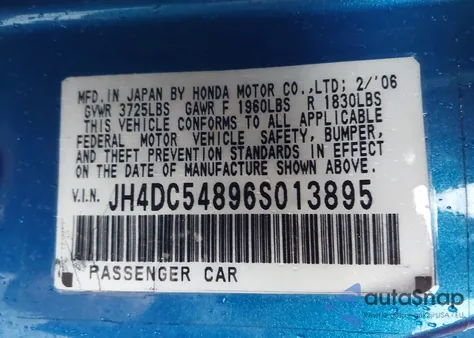 MFD. IN JAPAN BY HONDA MOTOR CO.,LTD; 2/'06
GVWR 3725LBS GAWR F 1960LBS R 1830LBS
THIS VEHICLE CONFORMS TO ALL APPLICABLE
FEDERAL MOTOR VEHICLE SAFETY, BUMPER,
AND THEFT PREVENTION STANDARDS IN EFFECT
ON THE DATE OF MANUFACTURE SHOWN ABOVE.
V.I.N. JH4DC54896S013895
PASSENGER CAR
autoSnap